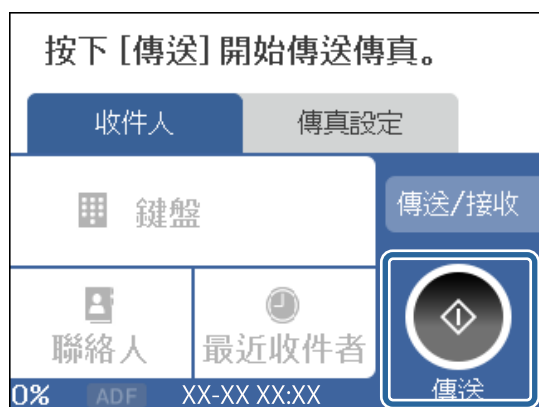 按下 [傳送] 開始傳送傳真。
收件人
傳真設定
鍵盤
傳送/接收
聯絡人
最近收件者
傳送
0%
ADF
XX-XX XX:XX